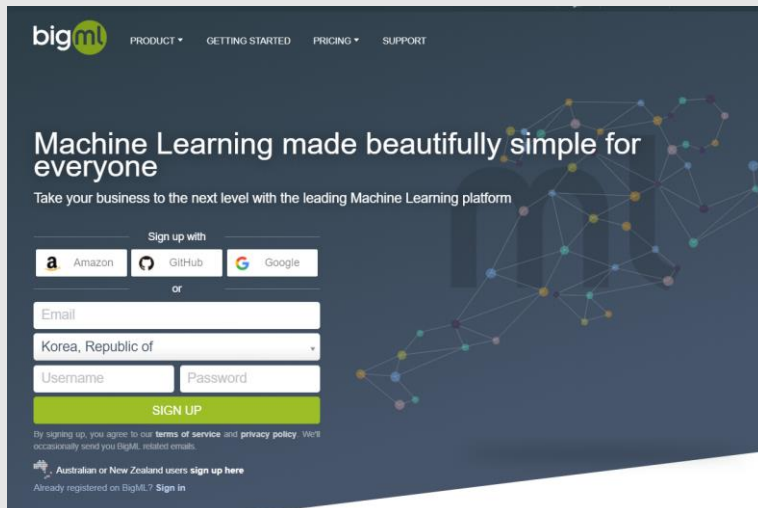 bigml PRODUCT GETTING STARTED PRICING SUPPORT
ml
Machine Learning made beautifully simple for
everyone
Take your business to the next level with the leading Machine Learning platform
Sign up with
a Amazon GitHub G Google
or
Email
Korea, Republic of
Username Password
SIGN UP
By signing up, you agree to our terms of service and privacy policy. We'll
occasionally send you BigML related emails.
Australian or New Zealand users sign up here
Already registered on BigML? Sign in